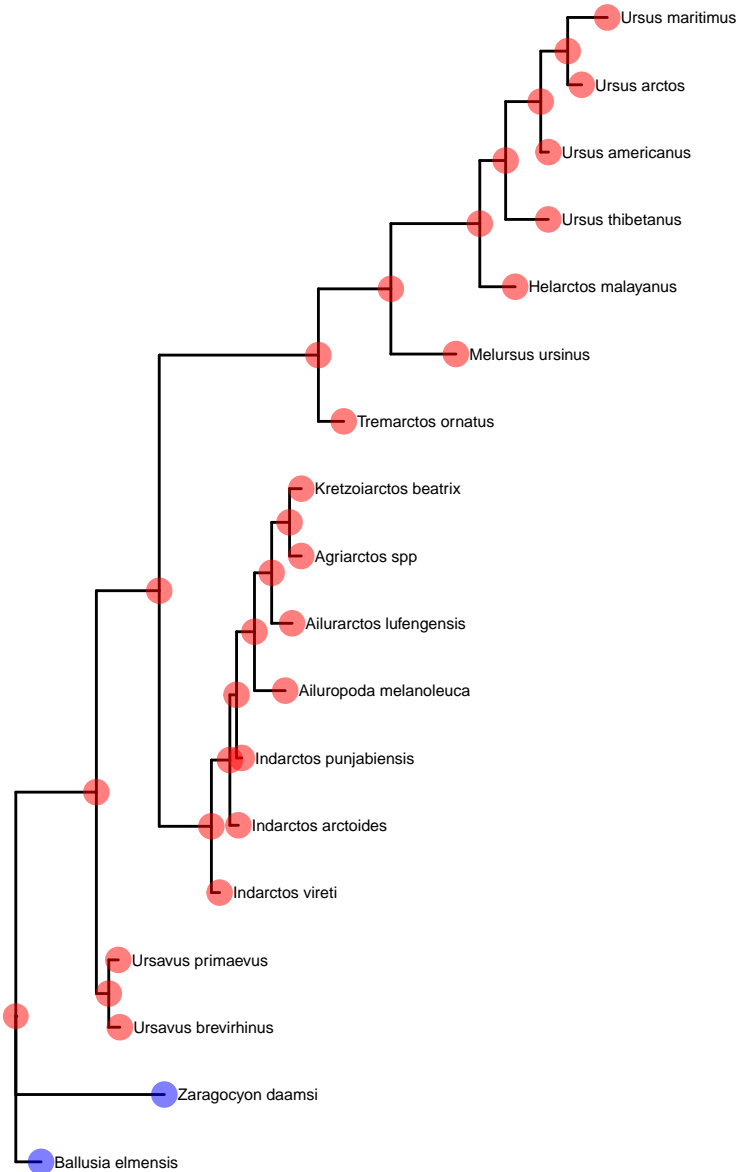 Ursus maritimus
Ursus arctos
Ursus americanus
Ursus thibetanus
Helarctos malayanus
Melursus ursinus
Tremarctos ornatus
Kretzoiarctos beatrix
Agriarctos spp
Ailurarctos lufengensis
Ailuropoda melanoleuca
Indarctos punjabiensis
Indarctos arctoides
Indarctos vireti
Ursavus primaevus
Ursavus brevirhinus
Zaragocyon daamsi
Ballusia elmensis